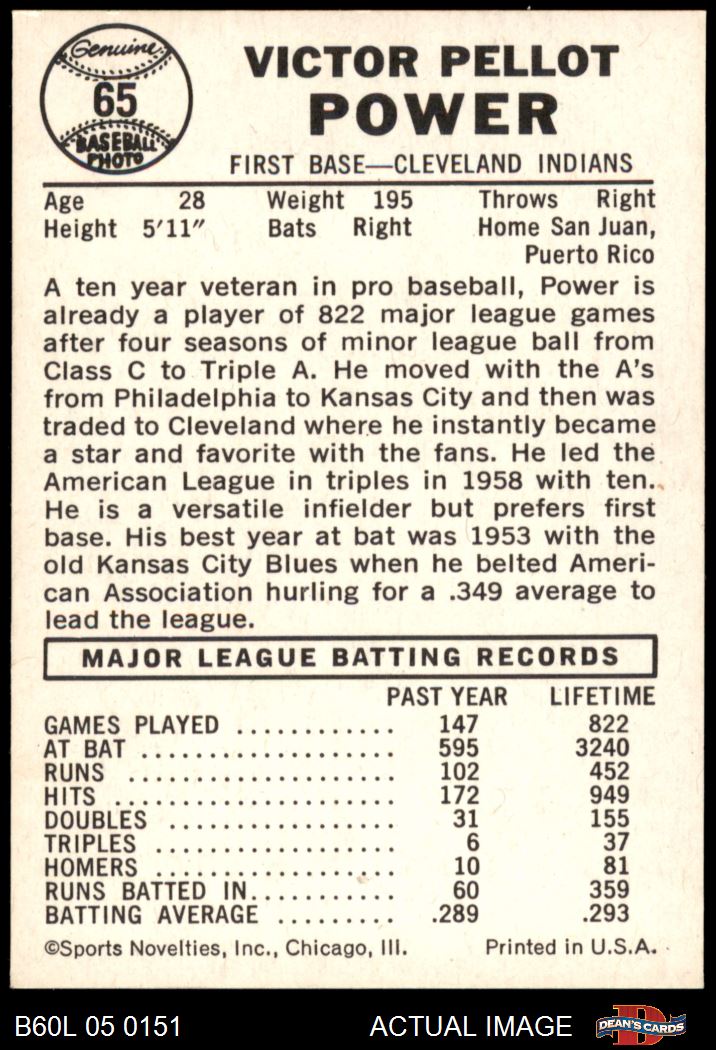 Genuine
65
BASEBALL
PHOTO
VICTOR PELLOT
POWER
FIRST BASE—CLEVELAND INDIANS
Age 28 Weight 195 Throws Right
Height 5'11" Bats Right Home San Juan,
Puerto Rico
A ten year veteran in pro baseball, Power is
already a player of 822 major league games
after four seasons of minor league ball from
Class C to Triple A. He moved with the A's
from Philadelphia to Kansas City and then was
traded to Cleveland where he instantly became
a star and favorite with the fans. He led the
American League in triples in 1958 with ten.
He is a versatile infielder but prefers first
base. His best year at bat was 1953 with the
old Kansas City Blues when he belted Ameri-
can Association hurling for a .349 average to
lead the league.
MAJOR LEAGUE BATTING RECORDS
PAST YEAR LIFETIME
GAMES PLAYED ............ 147 822
AT BAT .................... 595 3240
RUNS ..................... 102 452
HITS ...................... 172 949
DOUBLES .................. 31 155
TRIPLES ................... 6 37
HOMERS ................... 10 81
RUNS BATTED IN........... 60 359
BATTING AVERAGE ......... .289 .293
©Sports Novelties, Inc., Chicago, Ill. Printed in U.S.A.
B60L 05 0151 ACTUAL IMAGE D DEAN'S CARDS